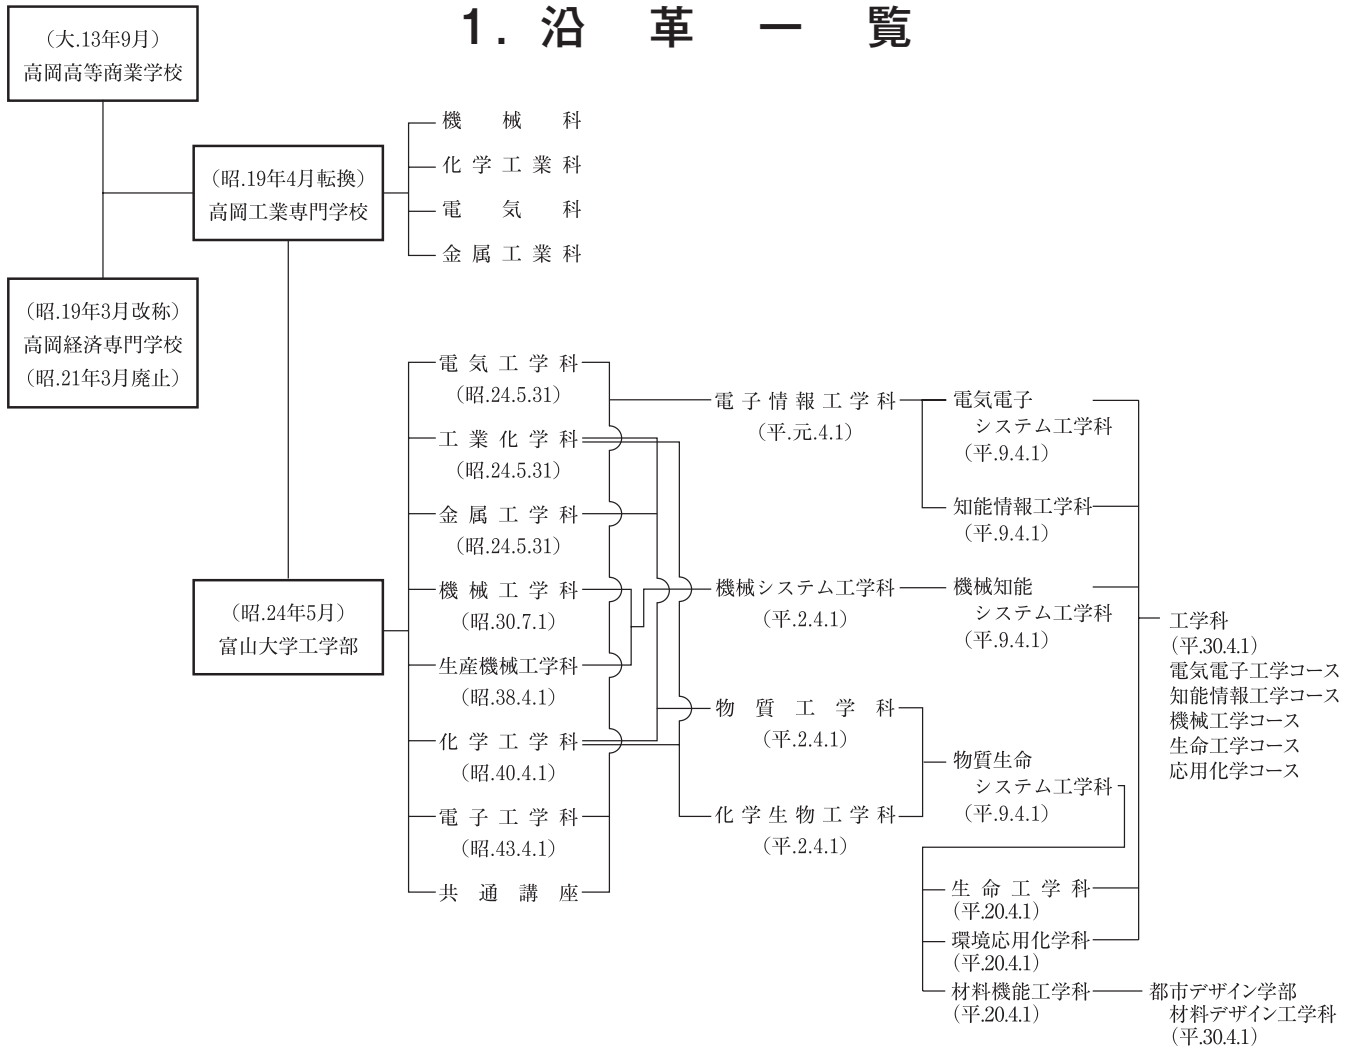 1. 沿革一覧
(大.13年9月)
高岡高等商業学校
(昭.19年4月転換)
高岡工業専門学校
機械科
化学工業科
電気科
金属工業科
(昭.19年3月改称)
高岡経済専門学校
(昭.21年3月廃止)
(昭.24年5月)
富山大学工学部
電気工学科
(昭.24.5.31)
工業化学科
(昭.24.5.31)
金属工学科
(昭.24.5.31)
機械工学科
(昭.30.7.1)
生産機械工学科
(昭.38.4.1)
化学工学科
(昭.40.4.1)
電子工学科
(昭.43.4.1)
共通講座
電子情報工学科
(平.元.4.1)
機械システム工学科
(平.2.4.1)
物質工学科
(平.2.4.1)
化学生物工学科
(平.2.4.1)
電気電子
システム工学科
(平.9.4.1)
知能情報工学科
(平.9.4.1)
機械知能
システム工学科
(平.9.4.1)
物質生命
システム工学科
(平.9.4.1)
生命工学科
(平.20.4.1)
環境応用化学科
(平.20.4.1)
材料機能工学科
(平.20.4.1)
工学科
(平.30.4.1)
電気電子工学コース
知能情報工学コース
機械工学コース
生命工学コース
応用化学コース
都市デザイン学部
材料デザイン工学科
(平.30.4.1)